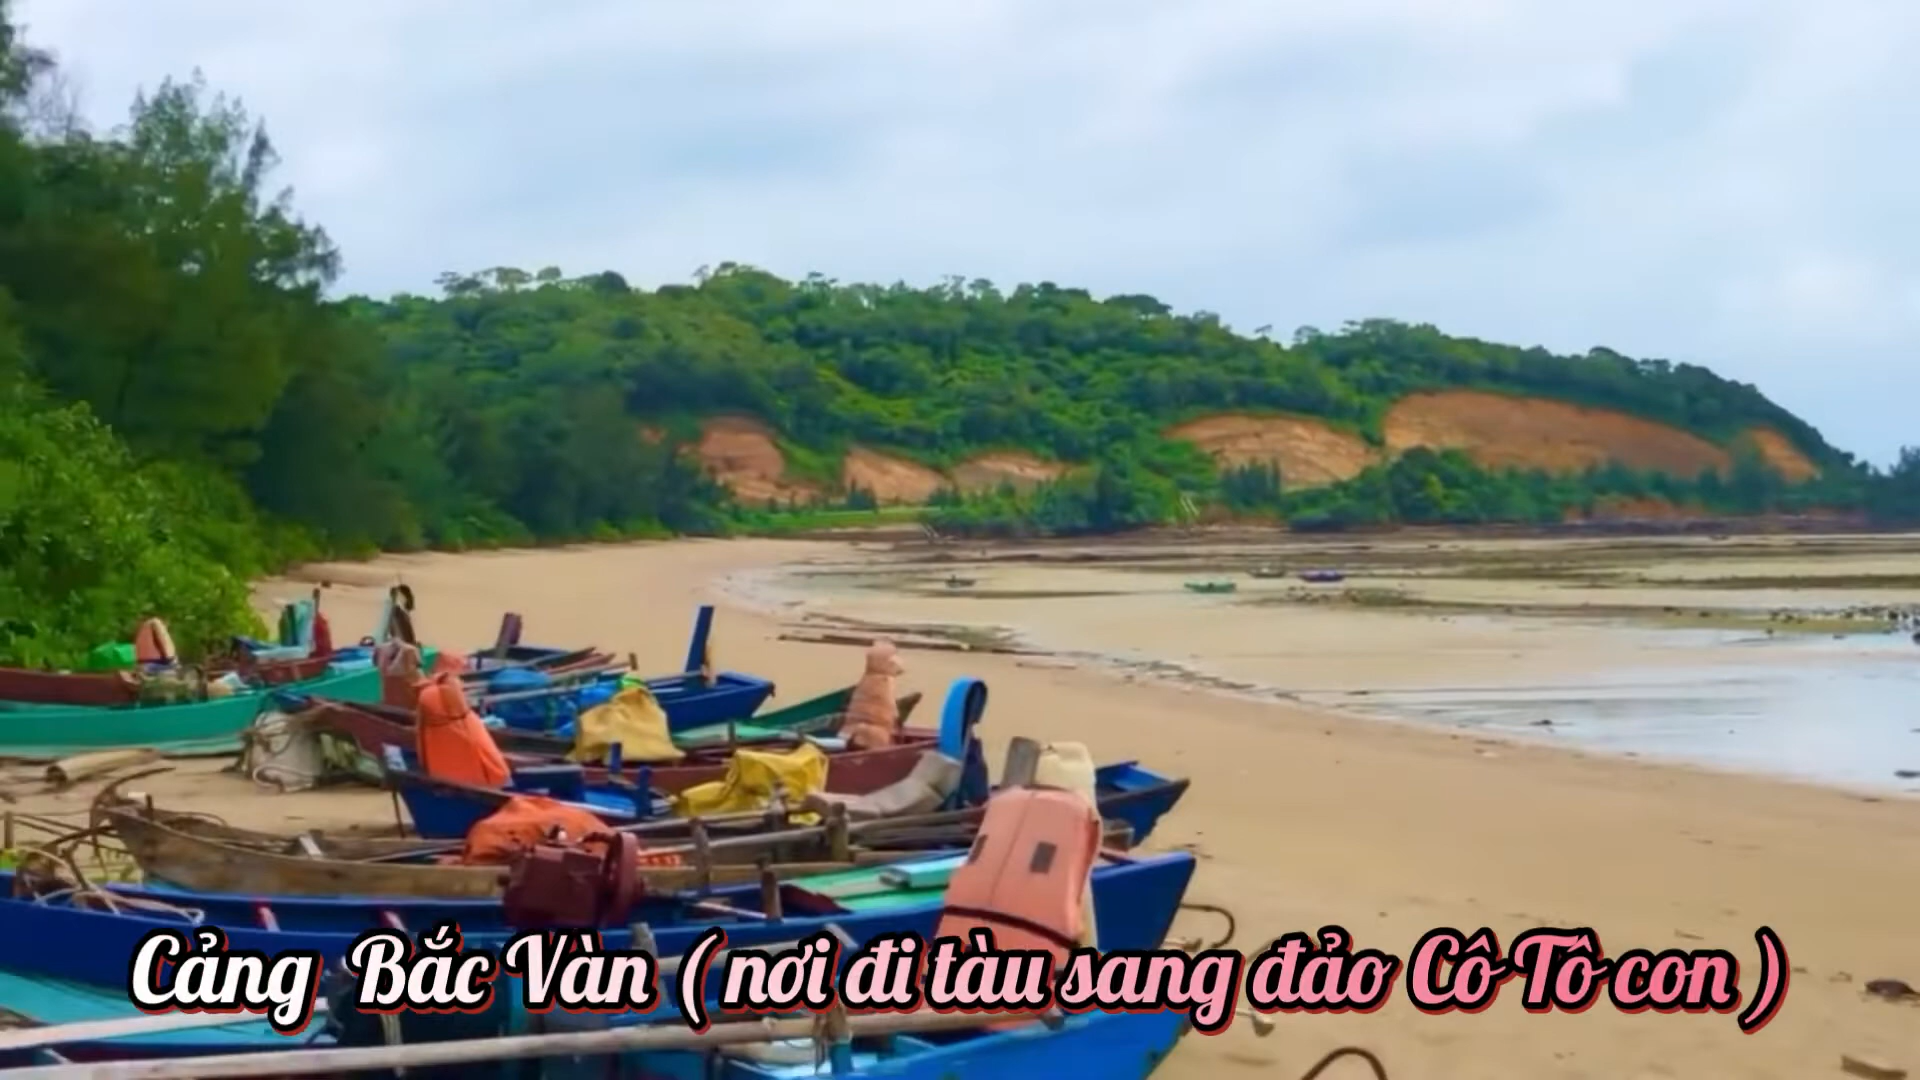 Cảng Bắc Vàn ( nơi đi tàu sang đảo Cô Tô con )